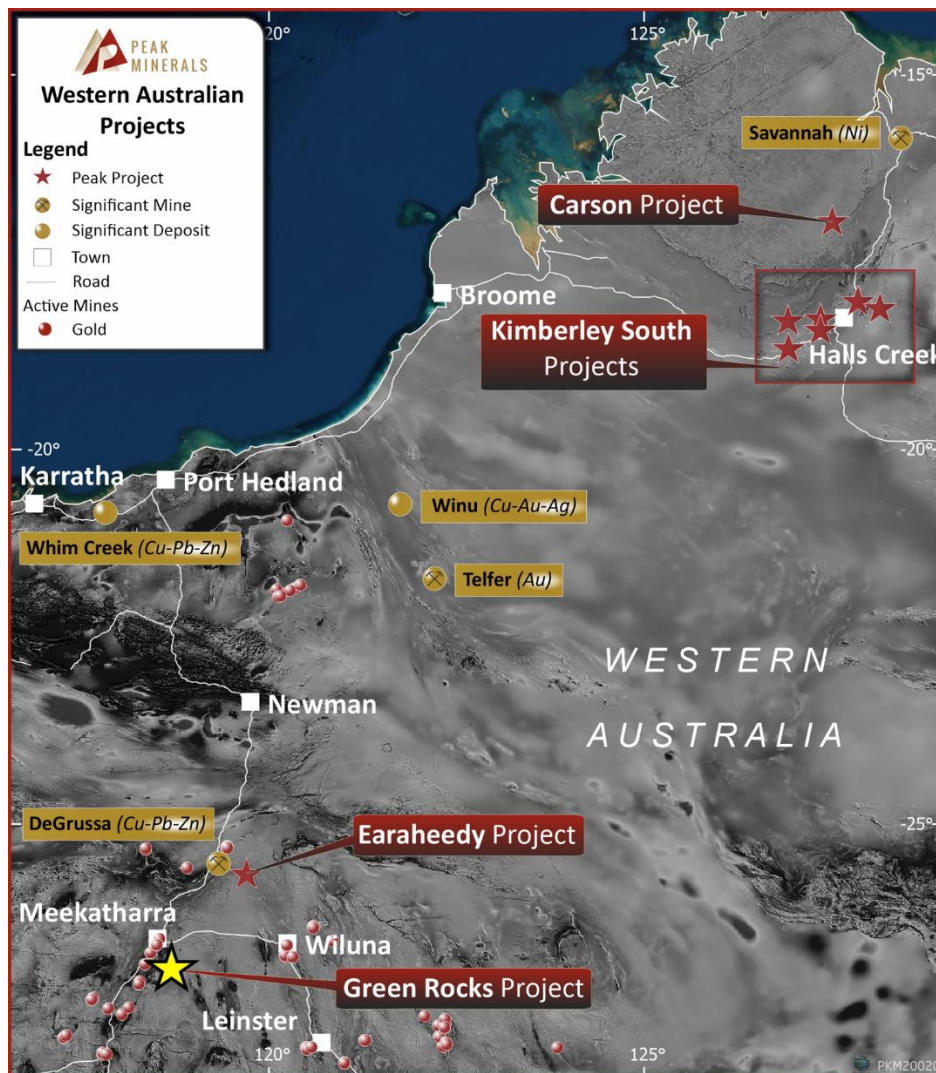 PEAK
MINERALS
Western Australian
Projects
Legend
Peak Project
Significant Mine
Significant Deposit
Town
Road
Active Mines
Gold
20°
125°
-15°
Savannah (Ni)
Carson Project
Broome
Kimberley South
Projects
Halls Creek
-20°
-20°
Karratha
Port Hedland
Winu (Cu-Au-Ag)
Whim Creek (Cu-Pb-Zn)
Telfer (Au)
WESTERN
AUSTRALIA
Newman
DeGrussa (Cu-Pb-Zn)
-25°
Earaheedy Project
Meekatharra
Wiluna
Green Rocks Project
Leinster
120°
125°
PKM20020